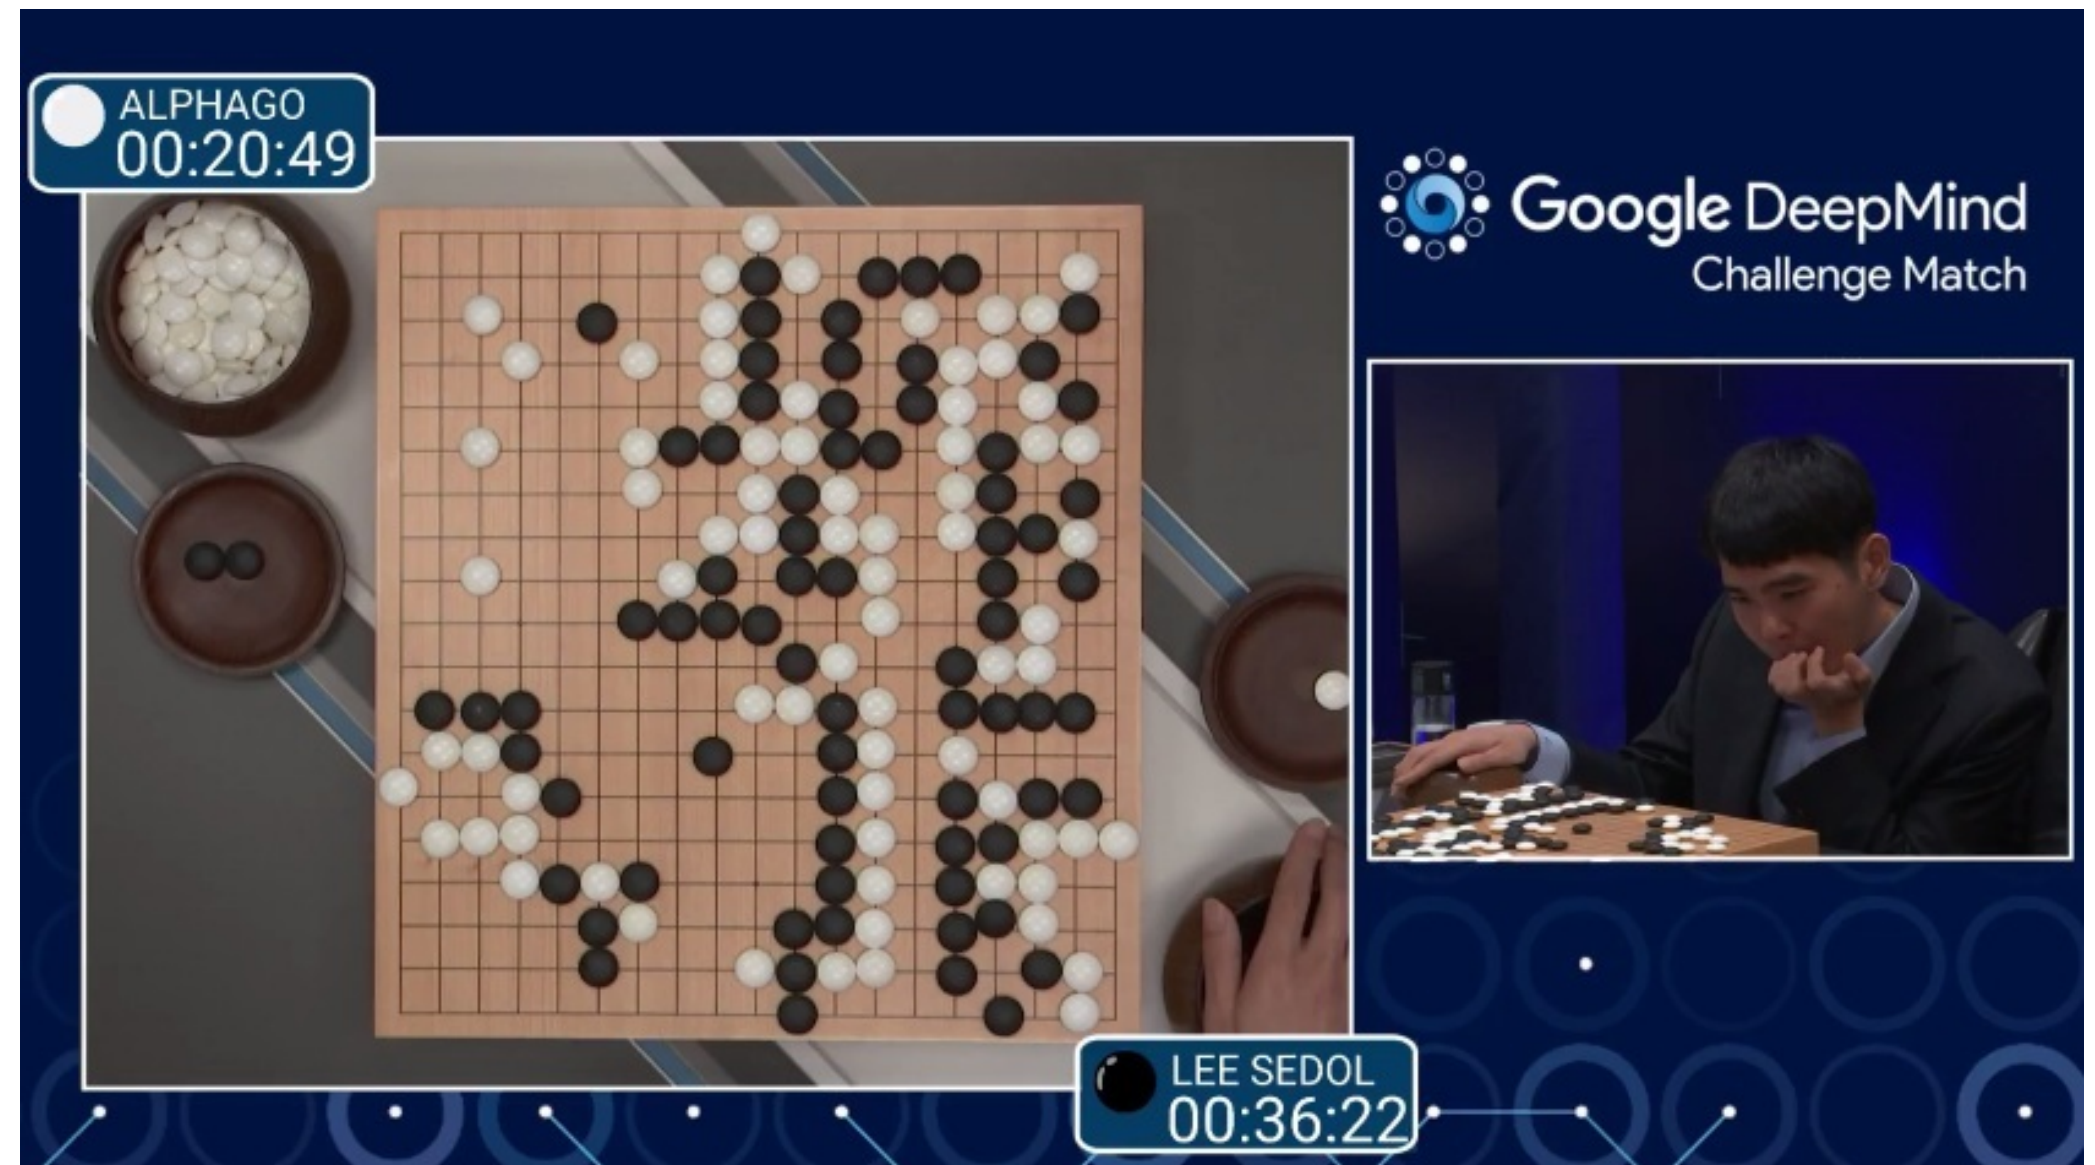 ALPHAGO
00:20:49
Google DeepMind
Challenge Match
LEE SEDOL
00:36:22